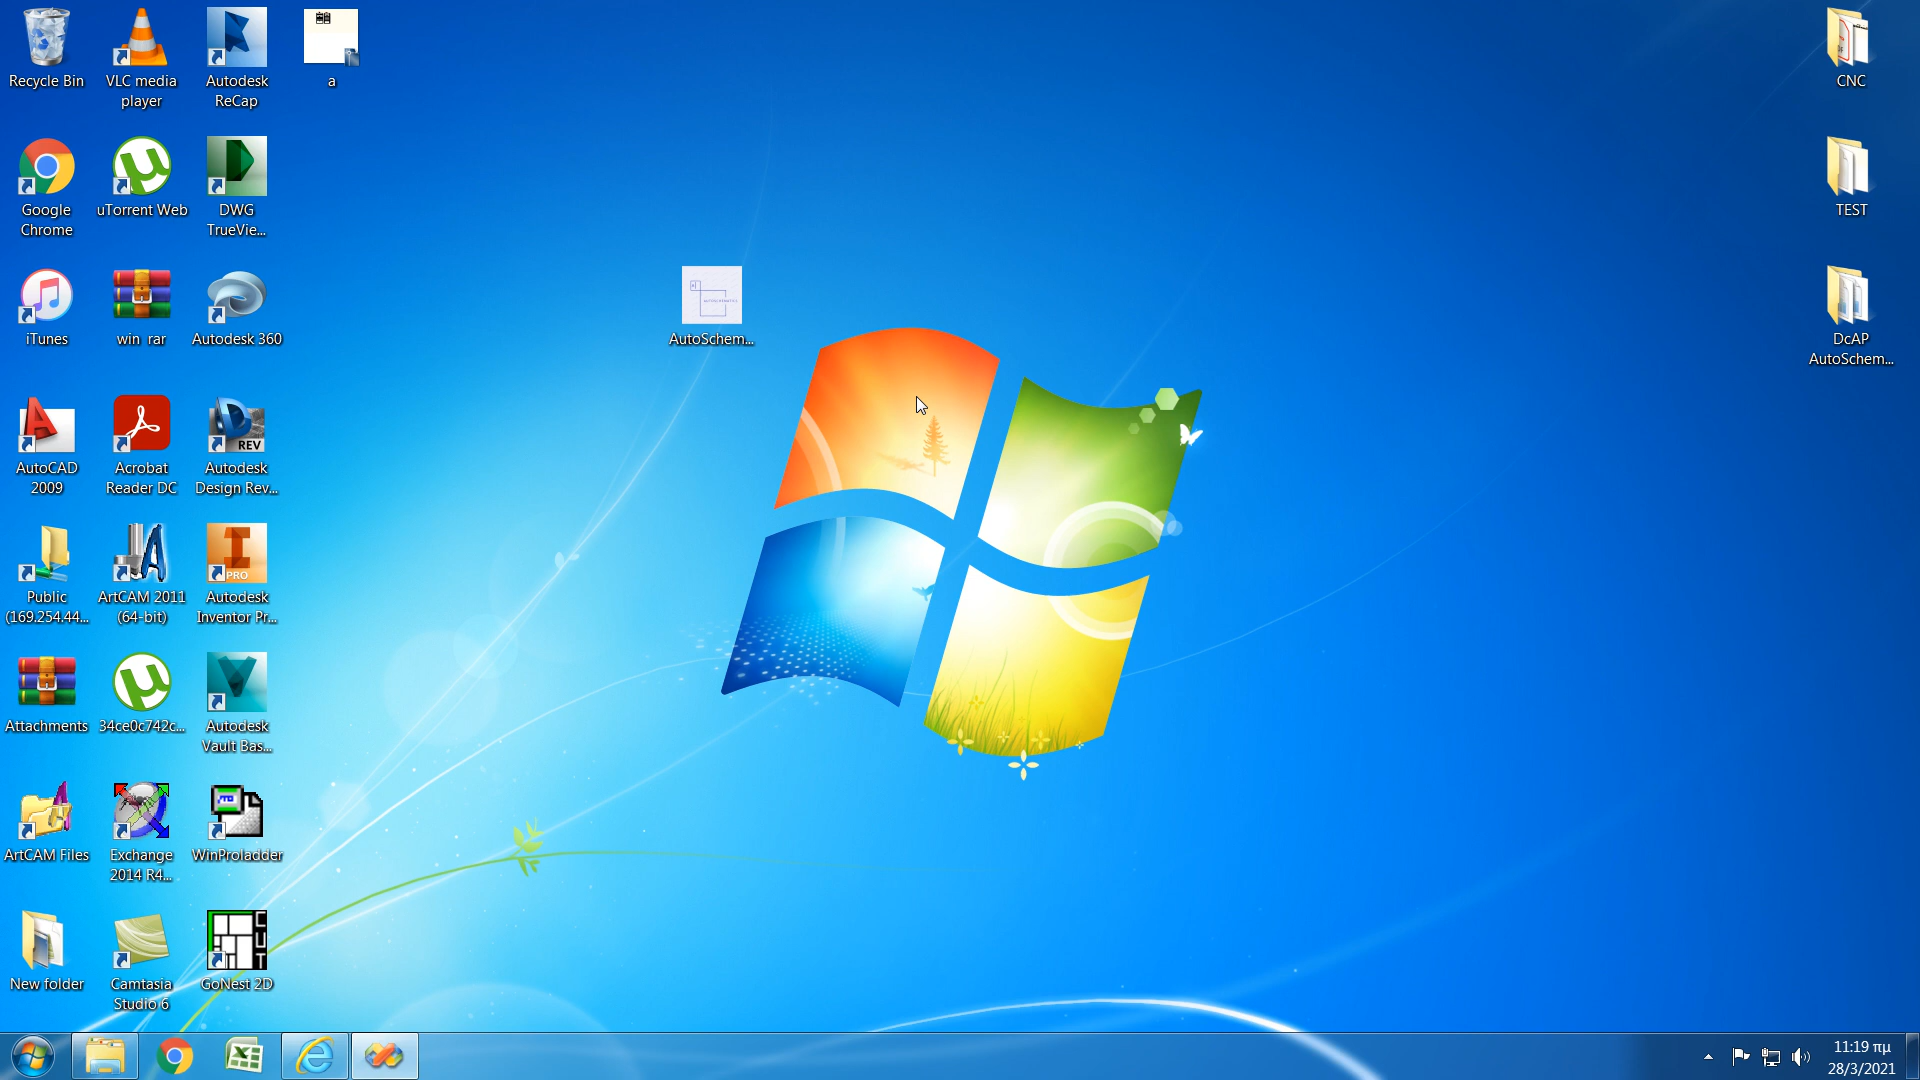 Recycle Bin
VLC media
player
Autodesk
ReCap
a
CNC
Google
Chrome
uTorrent Web
DWG
TrueVie...
TEST
iTunes
win rar
Autodesk 360
AutoSchem...
DcAP
AutoSchem...
AutoCAD
2009
Acrobat
Reader DC
REV
Autodesk
Design Rev...
Public
(169.254.44...
ArtCAM 2011
(64-bit)
PRO
Autodesk
Inventor Pr...
Attachments
34ce0c742c...
Autodesk
Vault Bas...
ArtCAM Files
Exchange
2014 R4...
WinProladder
New folder
Camtasia
Studio 6
CUT
GoNest 2D
11:19 πμ
28/3/2021